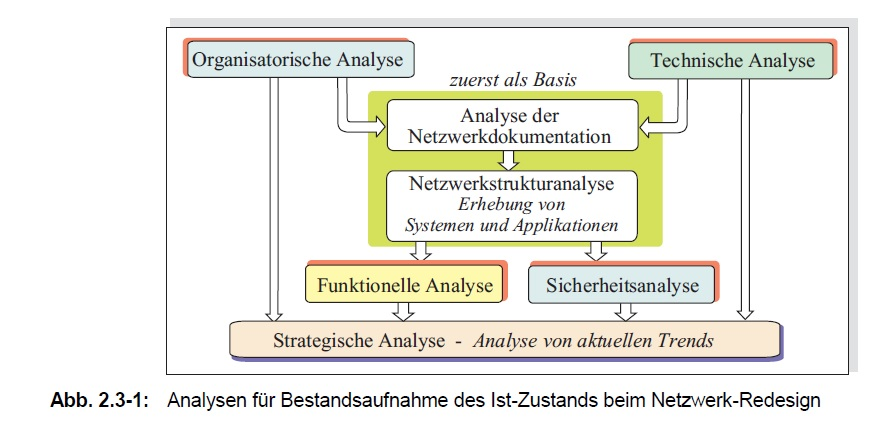 Organisatorische Analyse
Technische Analyse
zuerst als Basis
Analyse der
Netzwerkdokumentation
Netzwerkstrukturanalyse
Erhebung von
Systemen und Applikationen
Funktionelle Analyse
Sicherheitsanalyse
Strategische Analyse - Analyse von aktuellen Trends
Abb. 2.3-1: Analysen für Bestandsaufnahme des Ist-Zustands beim Netzwerk-Redesign